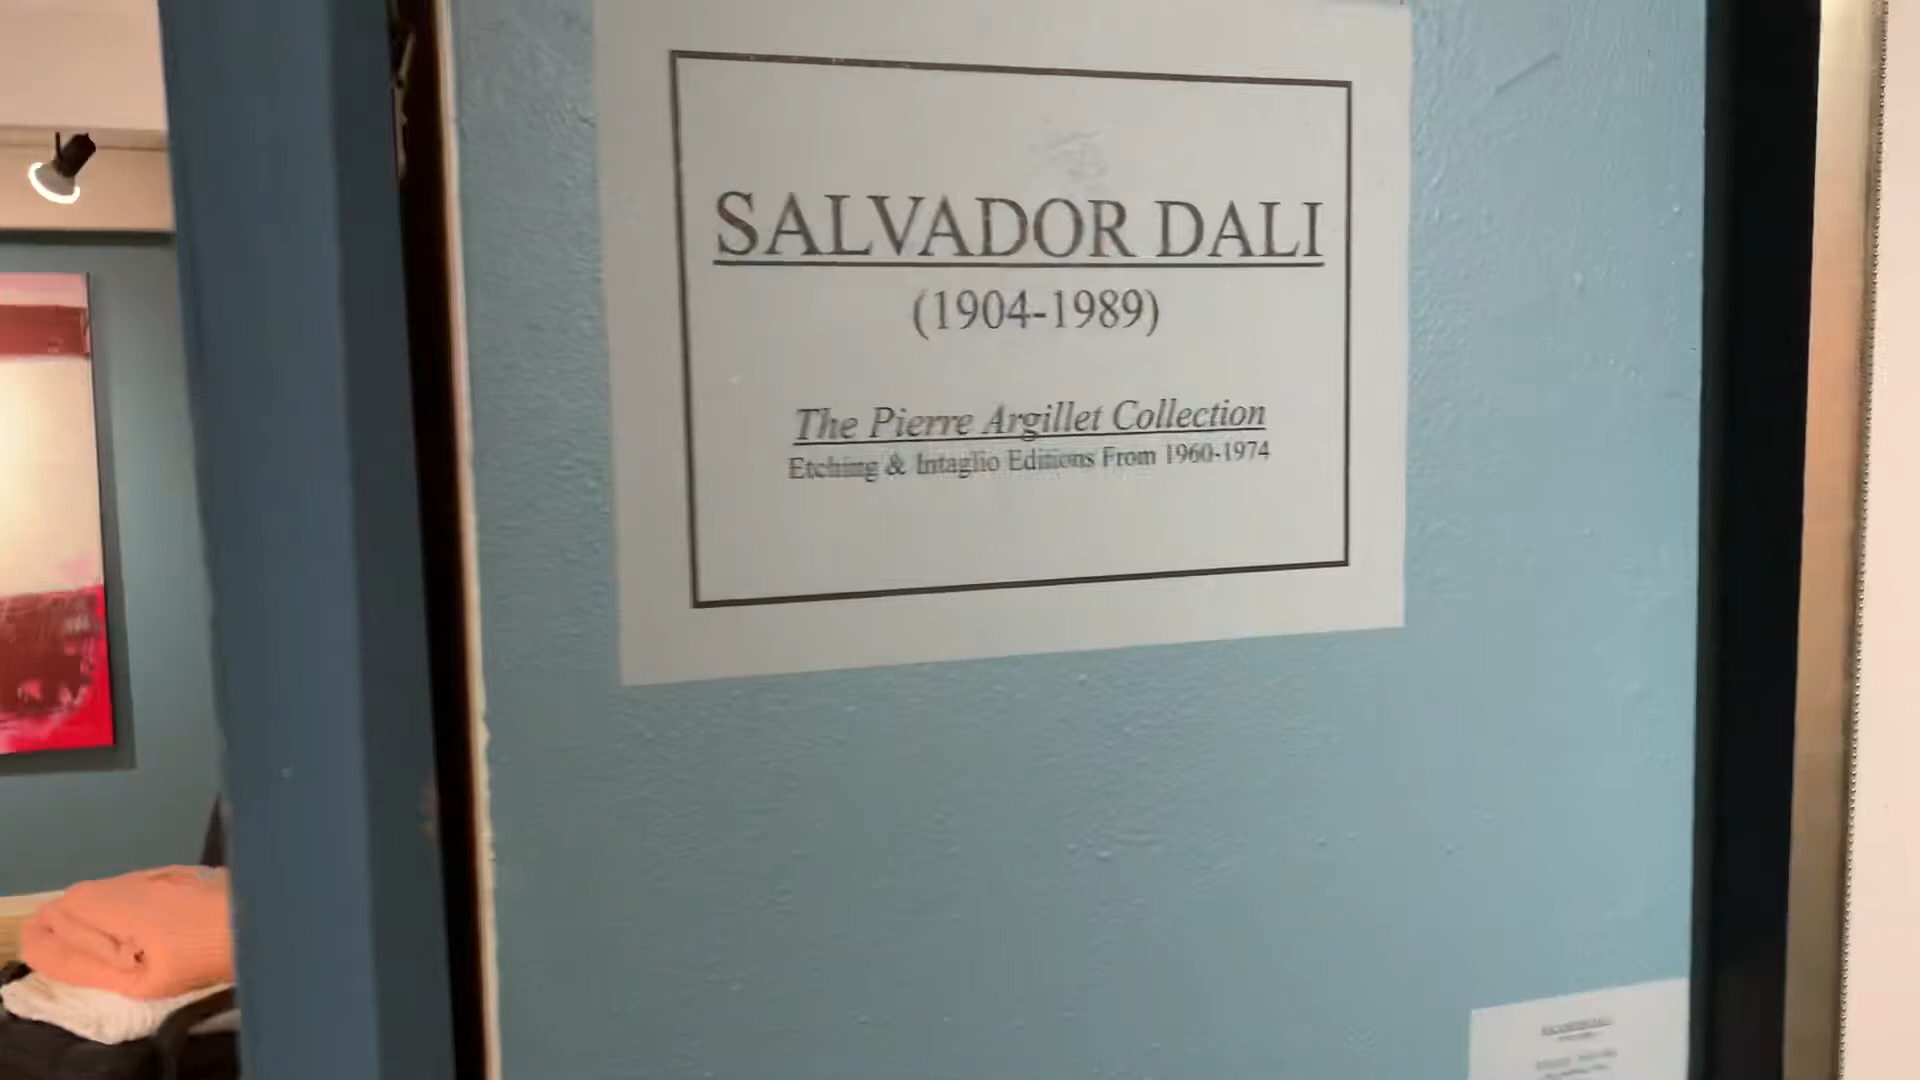 SALVADOR DALI
(1904-1989)
The Pierre Argillet Collection
Etching & Intaglio Editions From 1960-1974